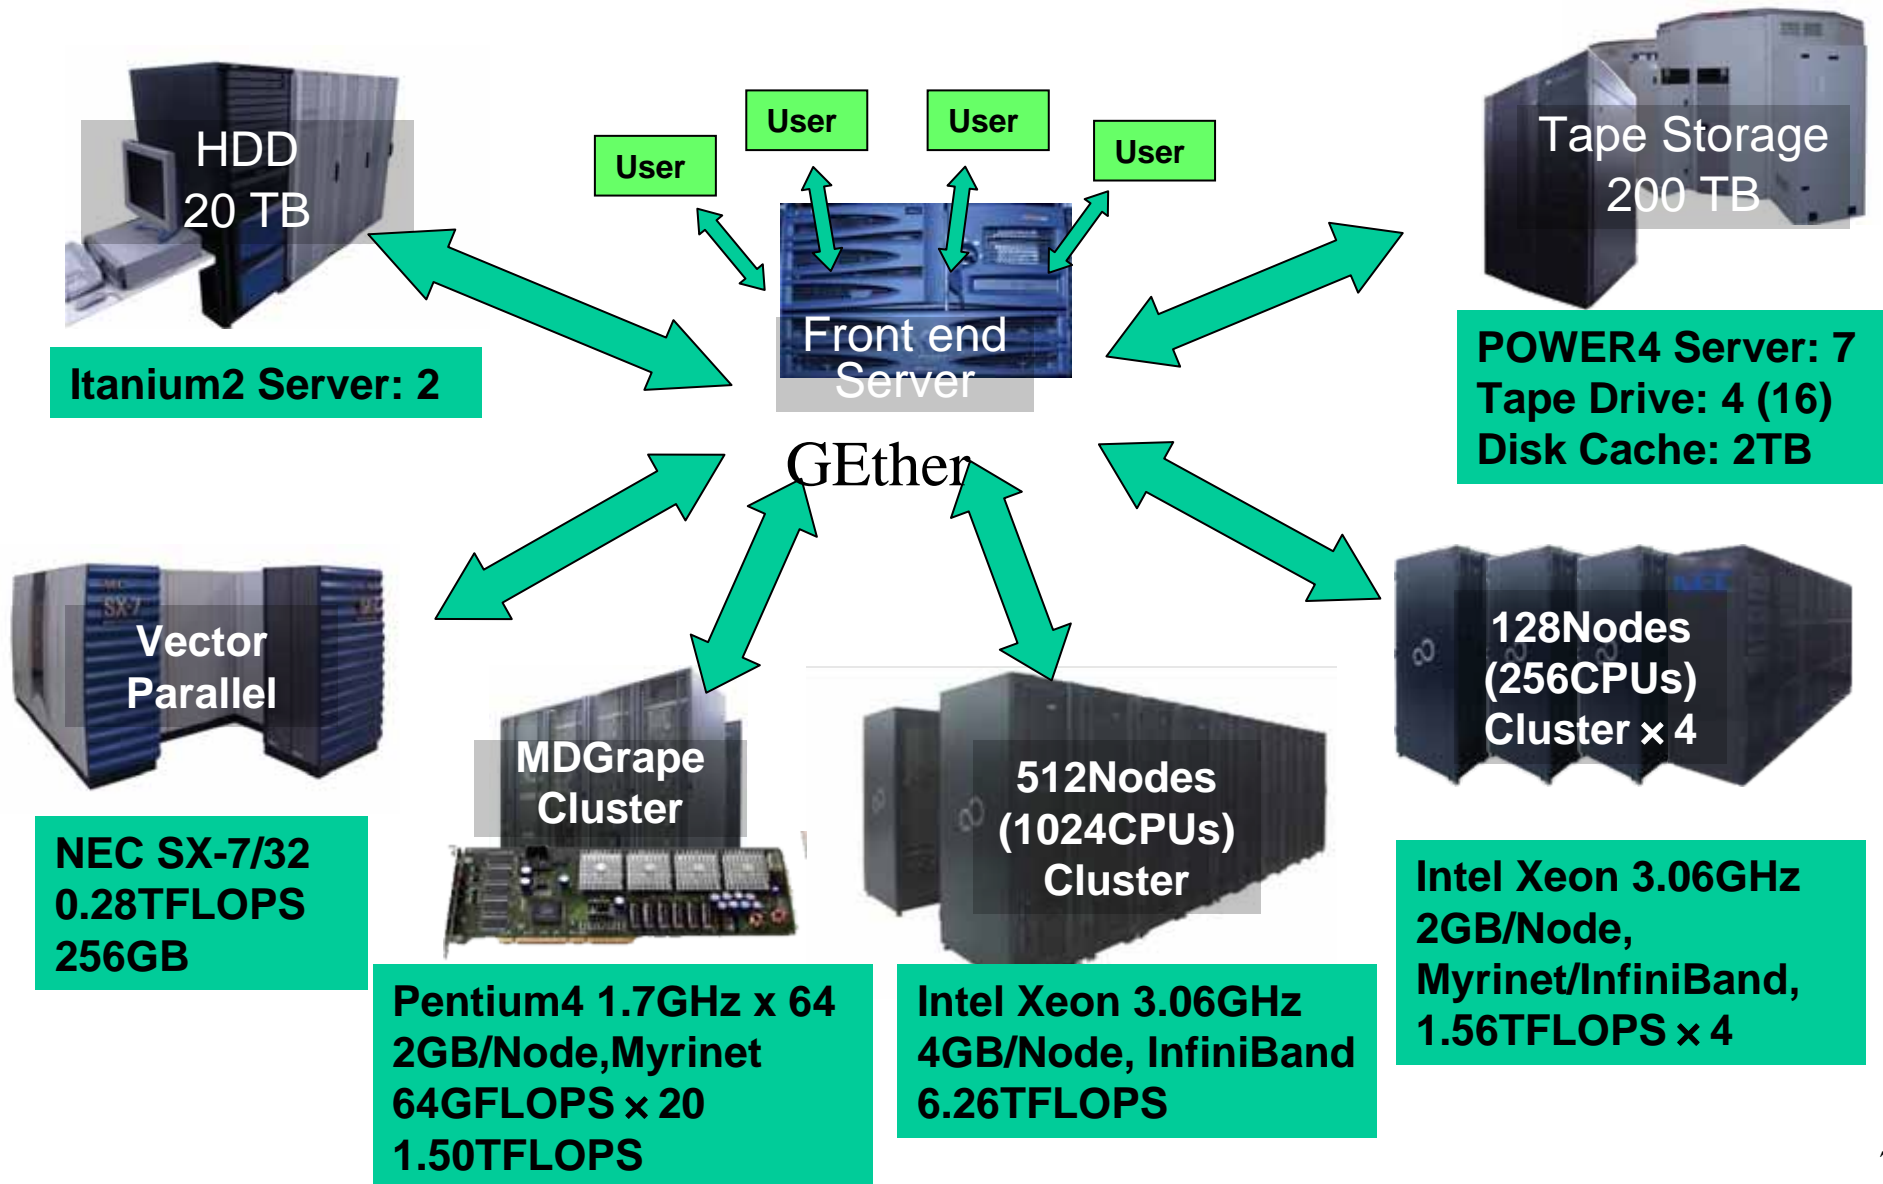 HDD
20 TB
Itanium2 Server: 2
User
User
User
User
Front end
Server
GEther
Tape Storage
200 TB
POWER4 Server: 7
Tape Drive: 4 (16)
Disk Cache: 2TB
NEC
SX-7
Vector
Parallel
NEC SX-7/32
0.28TFLOPS
256GB
MDGrape
Cluster
Pentium4 1.7GHz x 64
2GB/Node,Myrinet
64GFLOPS × 20
1.50TFLOPS
512Nodes
(1024CPUs)
Cluster
Intel Xeon 3.06GHz
4GB/Node, InfiniBand
6.26TFLOPS
NEC
128Nodes
(256CPUs)
Cluster × 4
Intel Xeon 3.06GHz
2GB/Node,
Myrinet/InfiniBand,
1.56TFLOPS × 4